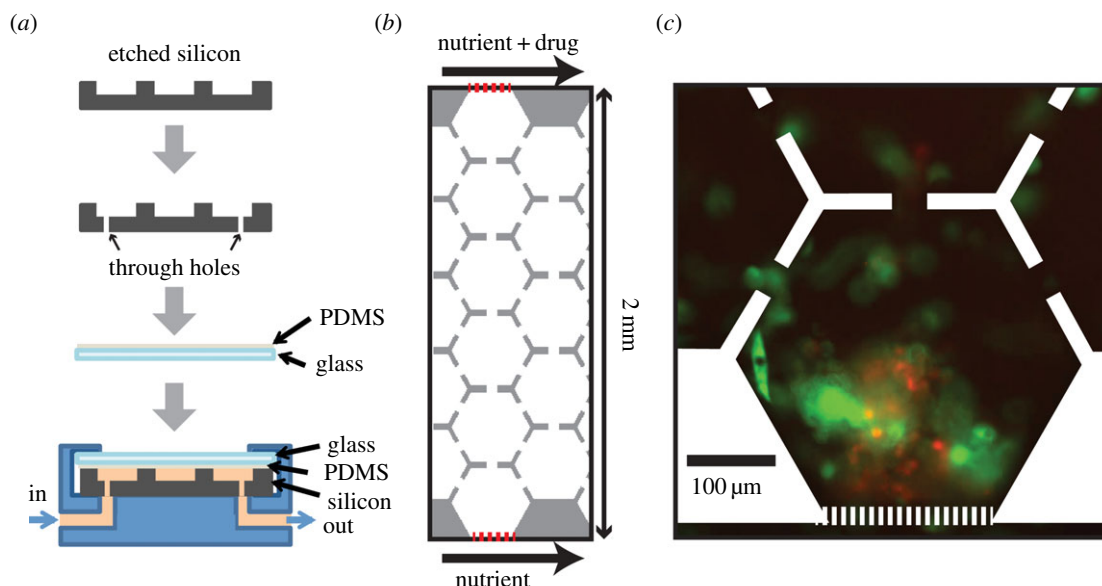 (a)
etched silicon
through holes
PDMS
glass
glass
PDMS
silicon
in
out
(b)
nutrient + drug
2 mm
nutrient
(c)
100 µm